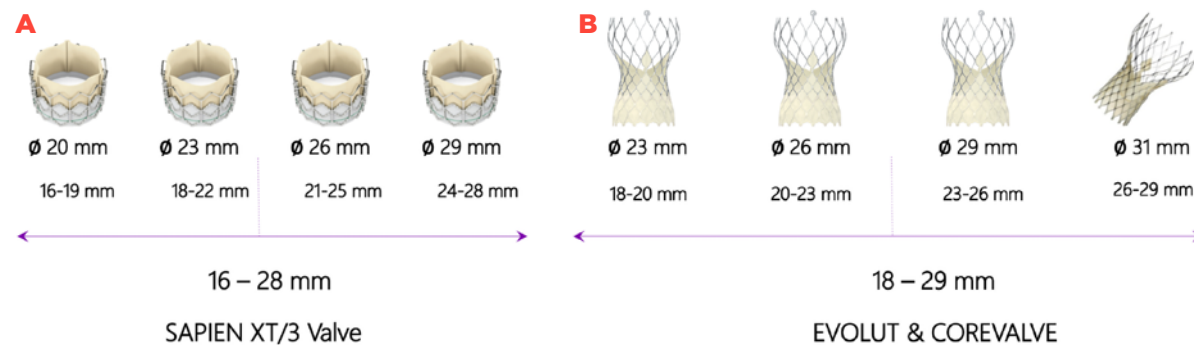 A
ø 20 mm ø 23 mm ø 26 mm ø 29 mm
16-19 mm 18-22 mm 21-25 mm 24-28 mm
16 – 28 mm
SAPIEN XT/3 Valve
B
ø 23 mm ø 26 mm ø 29 mm ø 31 mm
18-20 mm 20-23 mm 23-26 mm 26-29 mm
18 – 29 mm
EVOLUT & COREVALVE